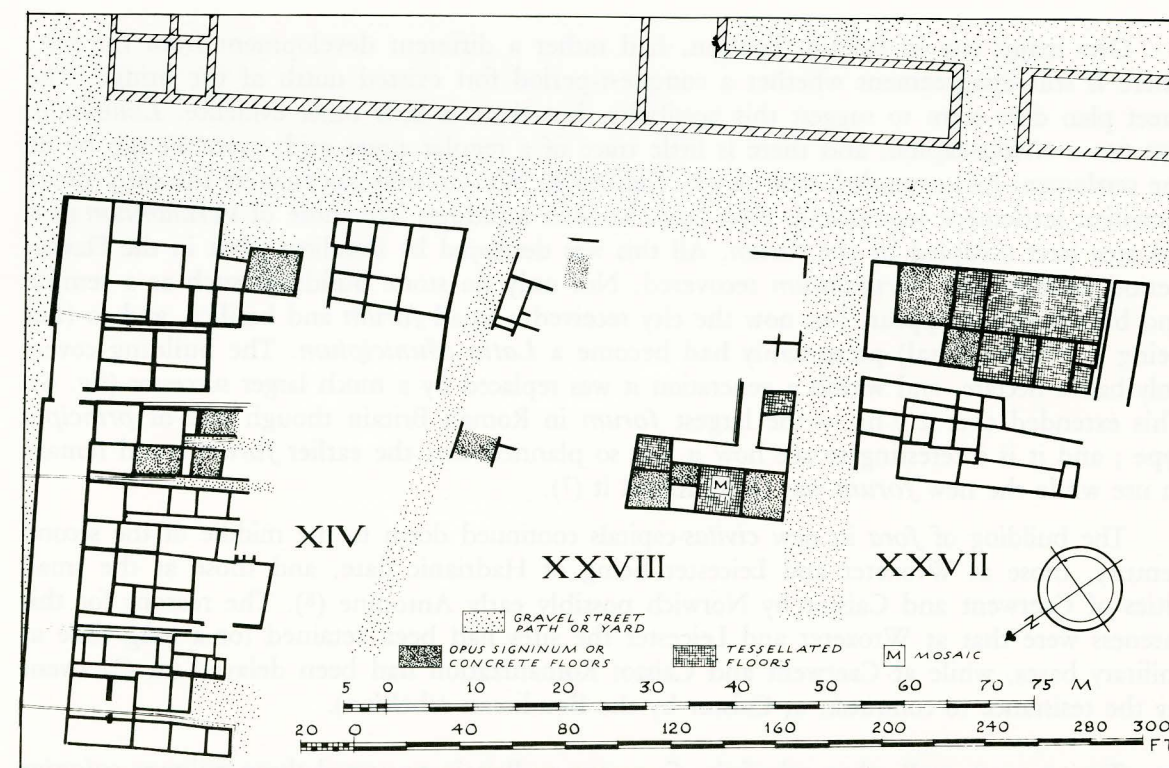 XIV
XXVIII
XXVII
M
N
GRAVEL STREET
PATH OR YARD
OPUS SIGNINUM OR
CONCRETE FLOORS
TESSELLATED
FLOORS
M MOSAIC
5 0 10 20 30 40 50 60 70 75 M
20 0 40 80 120 160 200 240 280 300
FT